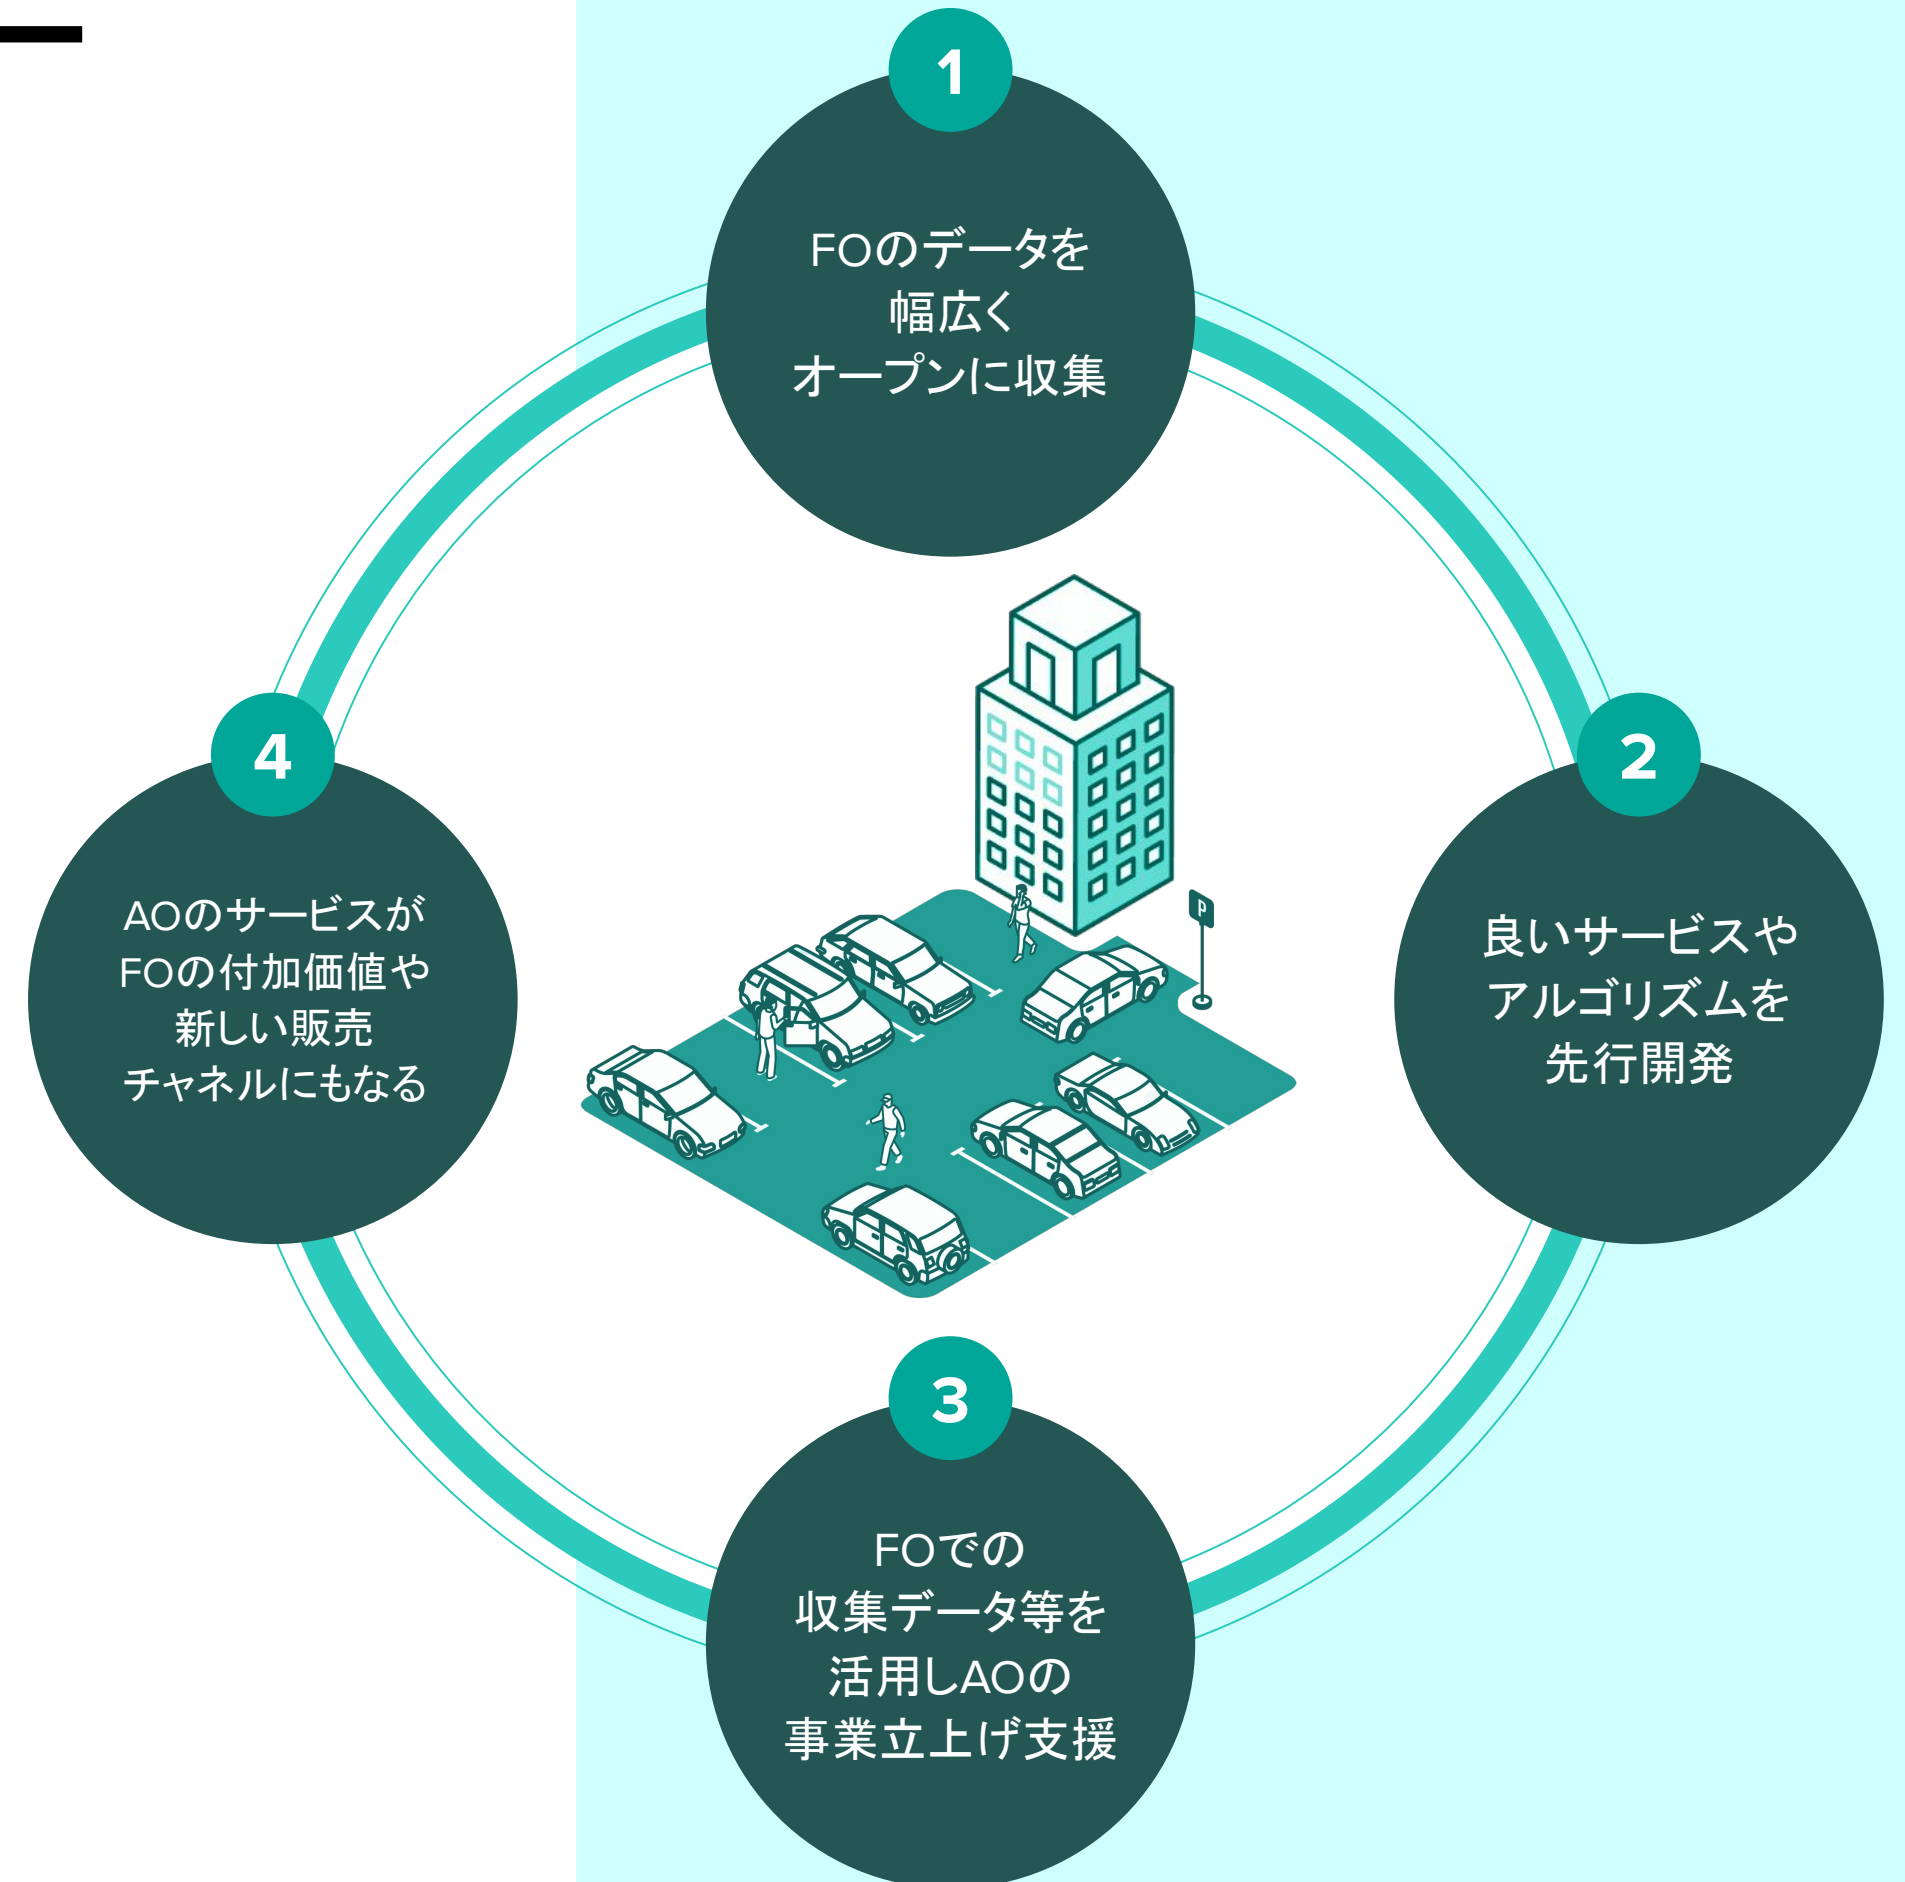 1
FOのデータを
幅広く
オープンに収集
2
良いサービスや
アルゴリズムを
先行開発
3
FOでの
収集データ等を
活用しAOの
事業立上げ支援
4
AOのサービスが
FOの付加価値や
新しい販売
チャネルにもなる
P